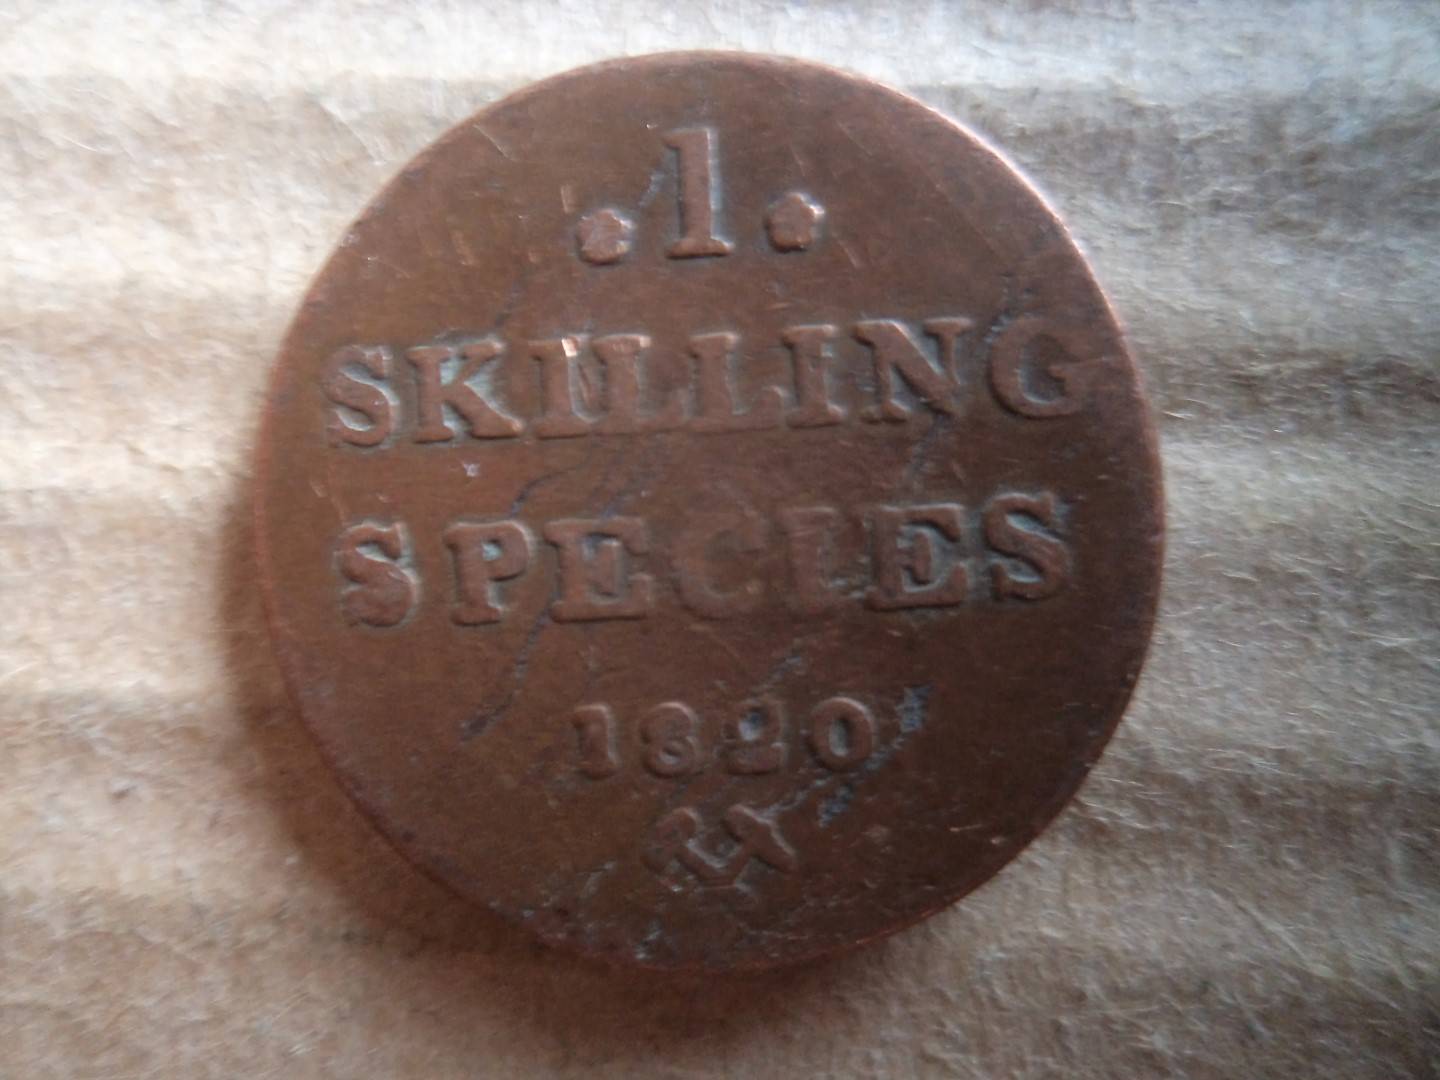 .1.
SKILLING
SPECIES
1820